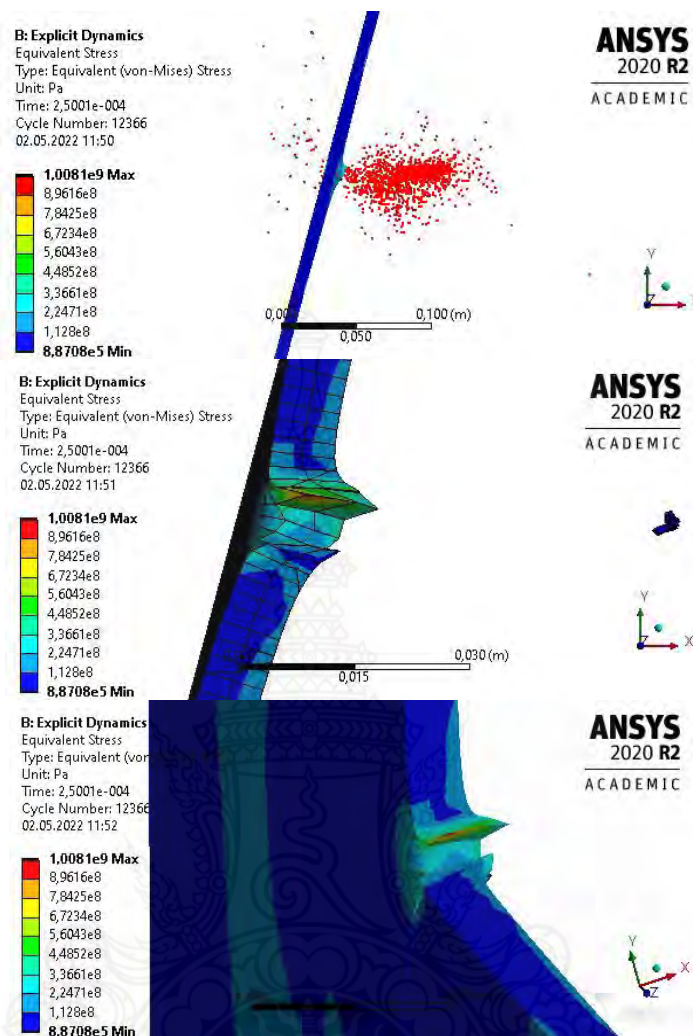 B: Explicit Dynamics
Equivalent Stress
Type: Equivalent (von-Mises) Stress
Unit: Pa
Time: 2,5001e-004
Cycle Number: 12366
02.05.2022 11:50
1,0081e9 Max
8,9616e8
7,8425e8
6,7234e8
5,6043e8
4,4852e8
3,3661e8
2,2471e8
1,128e8
8,8708e5 Min
ANSYS
2020 R2
ACADEMIC
Y
Z
0,100 (m)
0,050
B: Explicit Dynamics
Equivalent Stress
Type: Equivalent (von-Mises) Stress
Unit: Pa
Time: 2,5001e-004
Cycle Number: 12366
02.05.2022 11:51
1,0081e9 Max
8,9616e8
7,8425e8
6,7234e8
5,6043e8
4,4852e8
3,3661e8
2,2471e8
1,128e8
8,8708e5 Min
ANSYS
2020 R2
ACADEMIC
Y
X
Z
0,030 (m)
0,015
B: Explicit Dynamics
Equivalent Stress
Type: Equivalent
Unit: Pa
Time: 2,5001e-004
Cycle Number: 12366
02.05.2022 11:52
1,0081e9 Max
8,9616e8
7,8425e8
6,7234e8
5,6043e8
4,4852e8
3,3661e8
2,2471e8
1,128e8
8,8708e5 Min
ANSYS
2020 R2
ACADEMIC
Y
X
Z